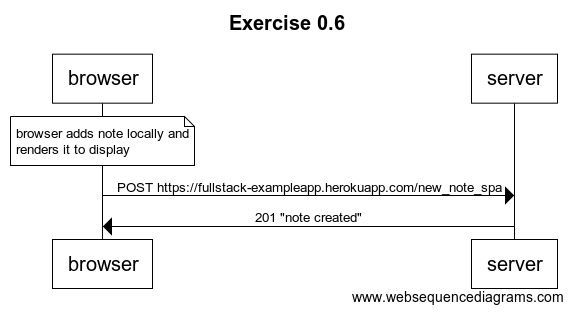 Exercise 0.6
browser
server
browser adds note locally and
renders it to display
POST https://fullstack-exampleapp.herokuapp.com/new_note_spa
201 "note created"
browser
server
www.websequencediagrams.com